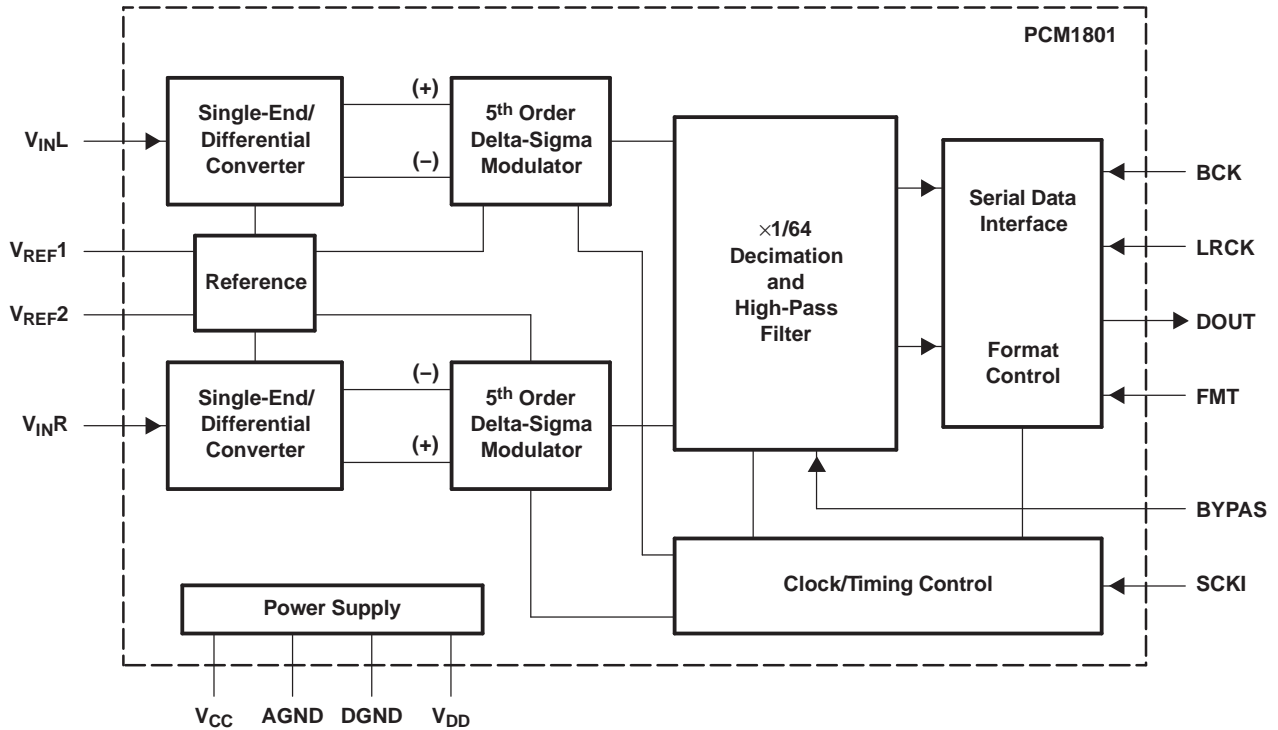 PCM1801
Single-End/
Differential
Converter
(+)
(–)
5th Order
Delta-Sigma
Modulator
VINL
VREF1
VREF2
Reference
×1/64
Decimation
and
High-Pass
Filter
Serial Data
Interface
Format
Control
BCK
LRCK
DOUT
FMT
BYPAS
SCKI
VINR
Single-End/
Differential
Converter
(–)
(+)
5th Order
Delta-Sigma
Modulator
Clock/Timing Control
Power Supply
VCC
AGND
DGND
VDD